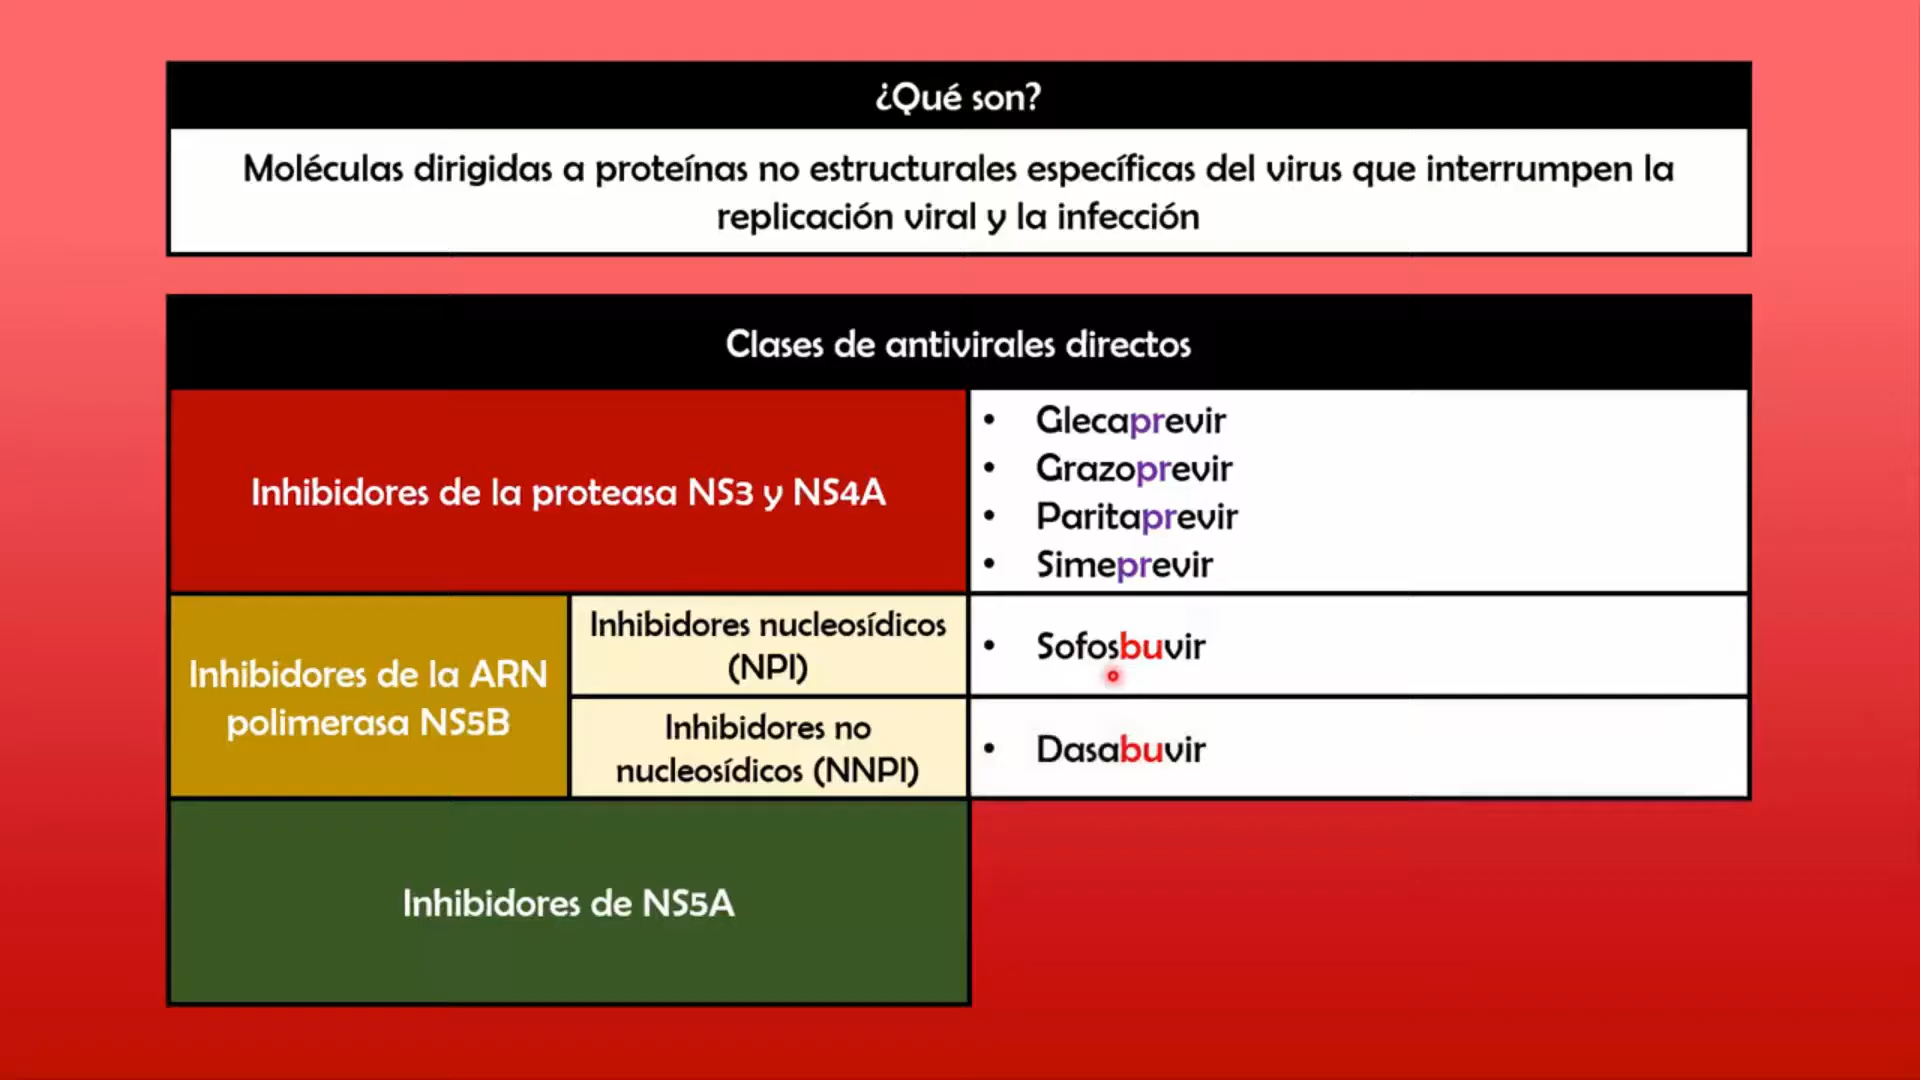 ¿Qué son?
Moléculas dirigidas a proteínas no estructurales específicas del virus que interrumpen la
replicación viral y la infección
Clases de antivirales directos
Inhibidores de la proteasa NS3 y NS4A
• Glecaprevir
• Grazoprevir
• Paritaprevir
• Simeprevir
Inhibidores de la ARN
polimerasa NS5B
Inhibidores nucleosídicos
(NPI)
• Sofosbuvir
Inhibidores no
nucleosídicos (NNPI)
• Dasabuvir
Inhibidores de NS5A